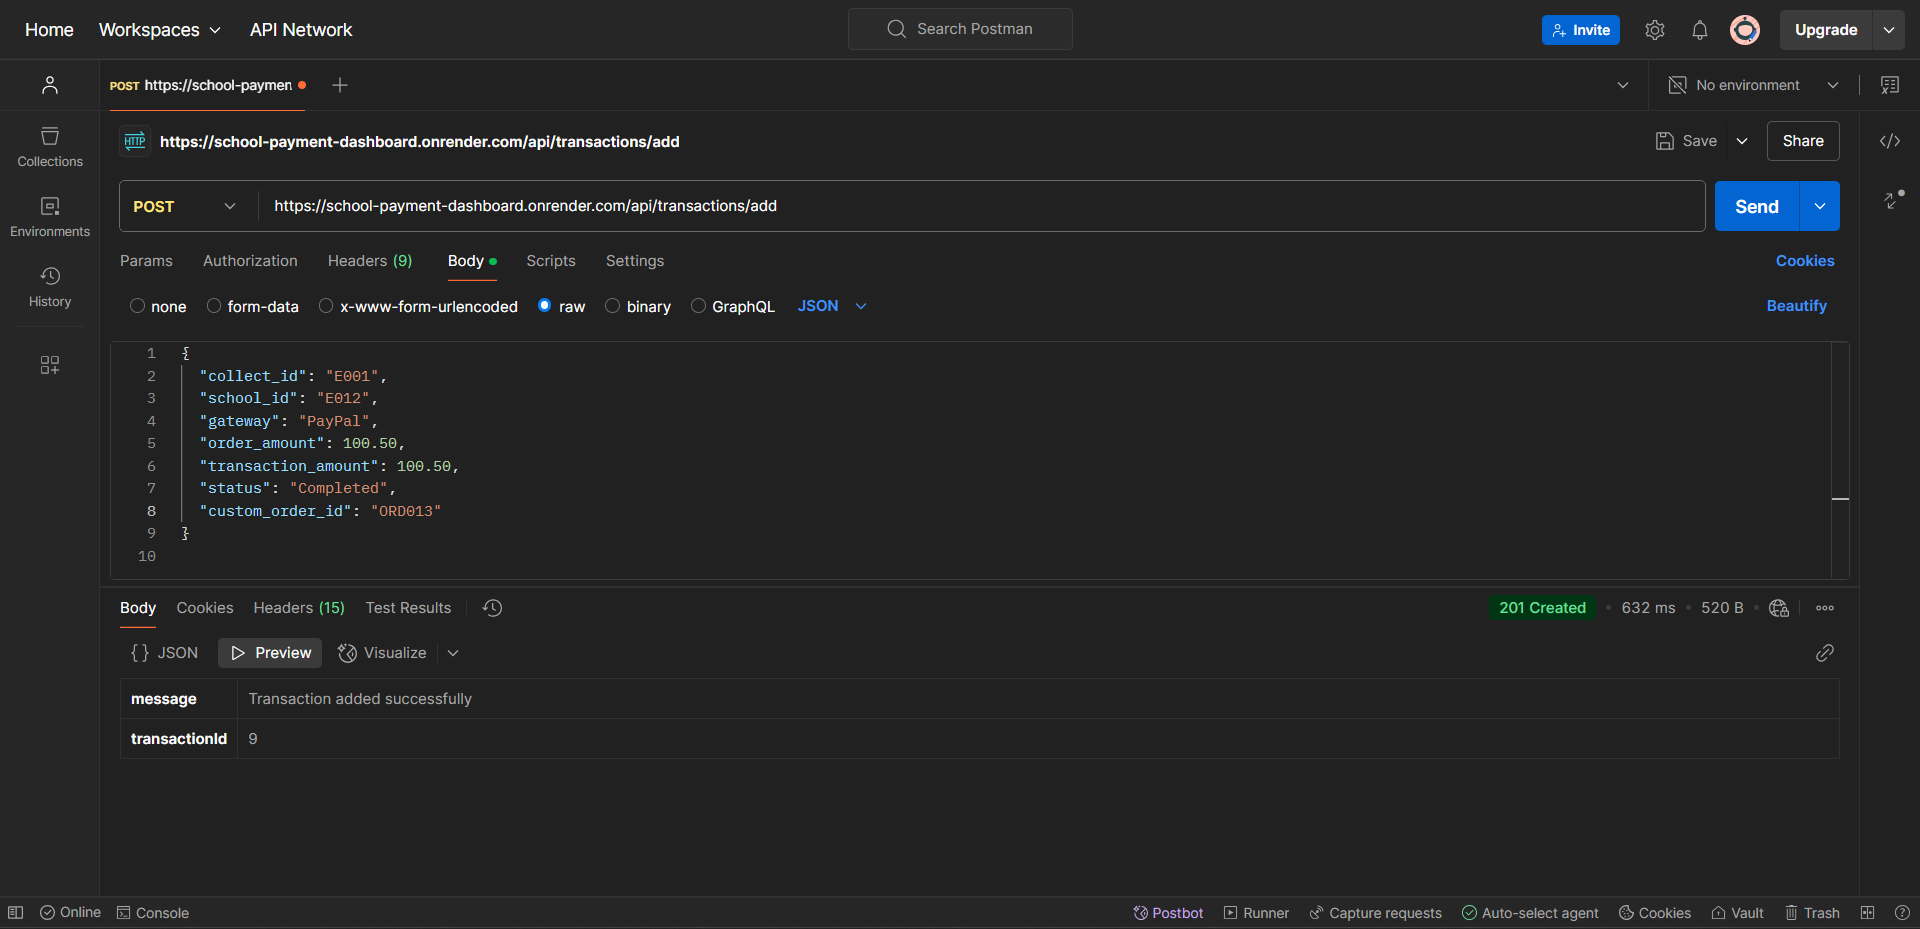 Home Workspaces API Network Search Postman Invite Upgrade
POST https://school-paymen No environment
HTTP https://school-payment-dashboard.onrender.com/api/transactions/add Save Share
Collections
Environments
History
POST https://school-payment-dashboard.onrender.com/api/transactions/add Send
Params Authorization Headers (9) Body Scripts Settings Cookies
none form-data x-www-form-urlencoded raw binary GraphQL JSON Beautify
1 {
2 "collect_id": "E001",
3 "school_id": "E012",
4 "gateway": "PayPal",
5 "order_amount": 100.50,
6 "transaction_amount": 100.50,
7 "status": "Completed",
8 "custom_order_id": "ORD013"
9 }
10
Body Cookies Headers (15) Test Results 201 Created • 632 ms • 520 B •
{} JSON Preview Visualize
message Transaction added successfully
transactionId 9
Online Console Postbot Runner Capture requests Auto-select agent Cookies Vault Trash